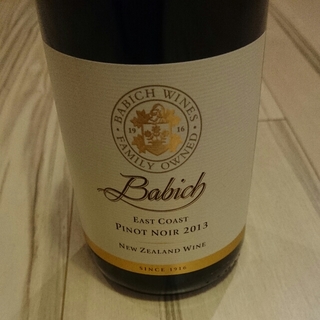 BABICH WINES
19 16
FAMILY OWNED
Babich
EAST COAST
PINOT NOIR 2013
NEW ZEALAND WINE
SINCE 1916